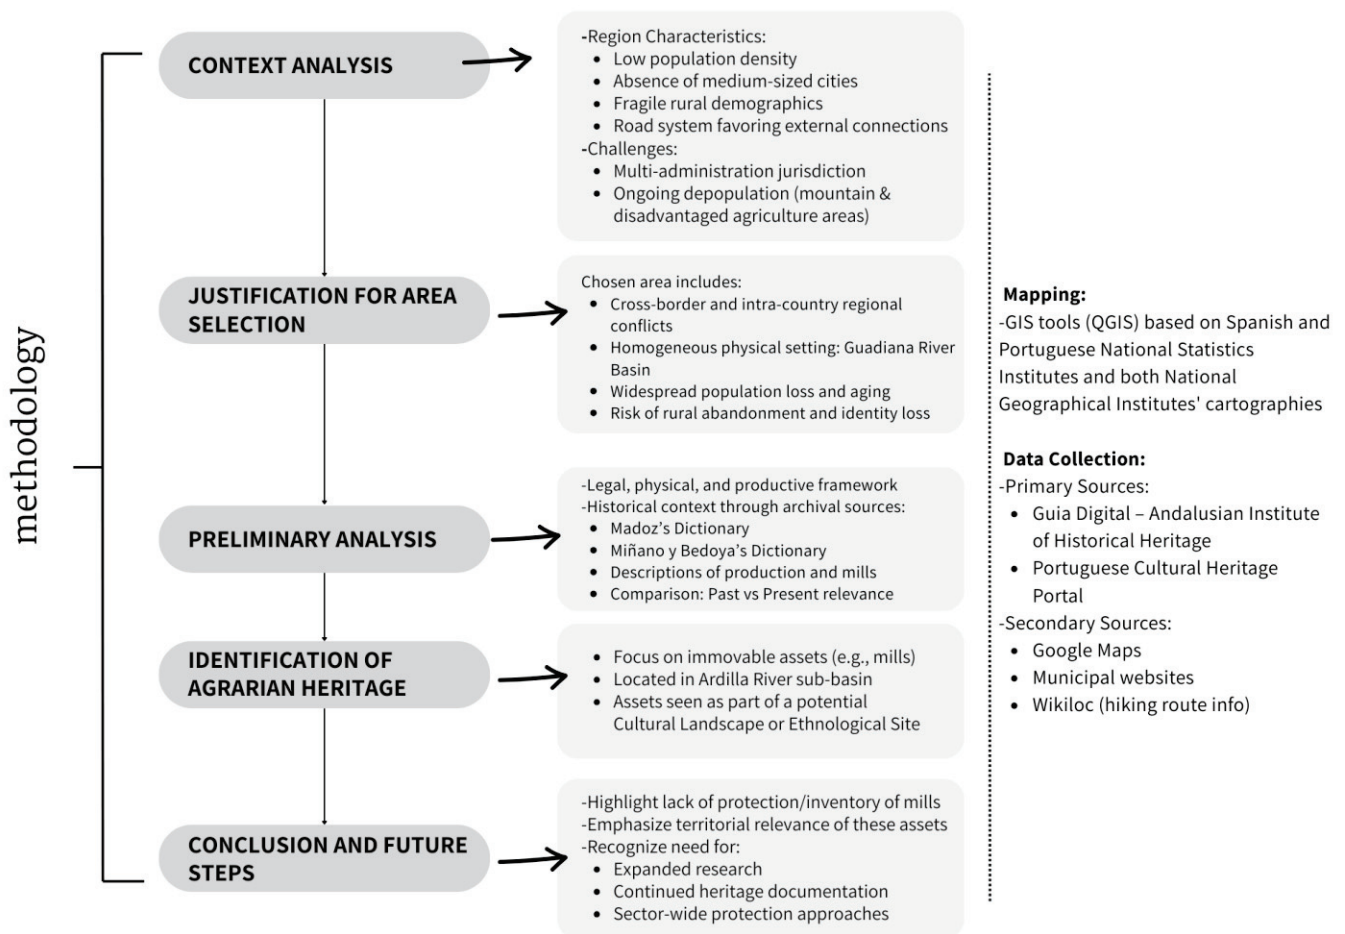 methodology
CONTEXT ANALYSIS
-Region Characteristics:
• Low population density
• Absence of medium-sized cities
• Fragile rural demographics
• Road system favoring external connections
-Challenges:
• Multi-administration jurisdiction
• Ongoing depopulation (mountain &
disadvantaged agriculture areas)
JUSTIFICATION FOR AREA
SELECTION
Chosen area includes:
• Cross-border and intra-country regional
conflicts
• Homogeneous physical setting: Guadiana River
Basin
• Widespread population loss and aging
• Risk of rural abandonment and identity loss
PRELIMINARY ANALYSIS
-Legal, physical, and productive framework
-Historical context through archival sources:
• Madoz's Dictionary
• Miñano y Bedoya's Dictionary
• Descriptions of production and mills
• Comparison: Past vs Present relevance
IDENTIFICATION OF
AGRARIAN HERITAGE
• Focus on immovable assets (e.g., mills)
• Located in Ardilla River sub-basin
• Assets seen as part of a potential
Cultural Landscape or Ethnological Site
CONCLUSION AND FUTURE
STEPS
-Highlight lack of protection/inventory of mills
-Emphasize territorial relevance of these assets
-Recognize need for:
• Expanded research
• Continued heritage documentation
• Sector-wide protection approaches
Mapping:
-GIS tools (QGIS) based on Spanish and
Portuguese National Statistics
Institutes and both National
Geographical Institutes' cartographies
Data Collection:
-Primary Sources:
• Guia Digital – Andalusian Institute
of Historical Heritage
• Portuguese Cultural Heritage
Portal
-Secondary Sources:
• Google Maps
• Municipal websites
• Wikiloc (hiking route info)